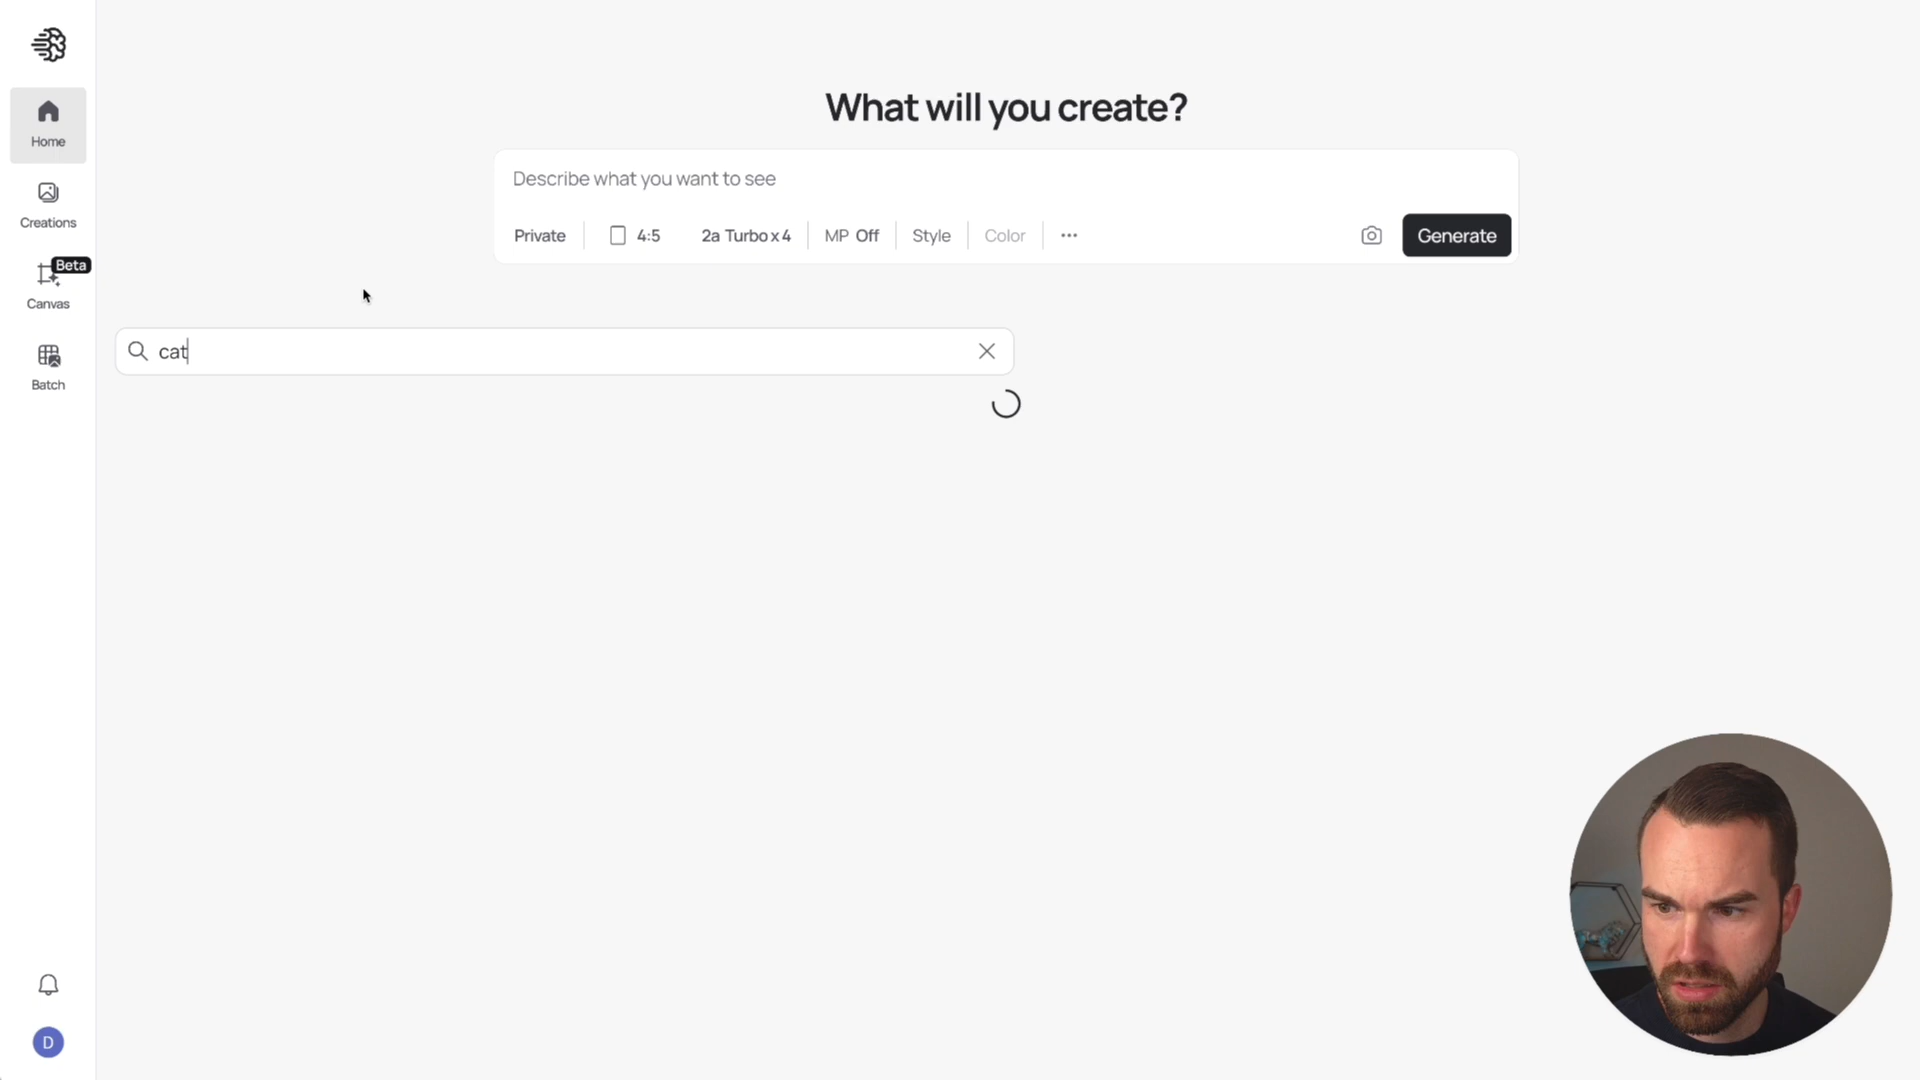 Home
Creations
Beta
Canvas
Batch
D
What will you create?
Describe what you want to see
Private 4:5 2a Turbo x 4 MP Off Style Color ··· Generate
cat